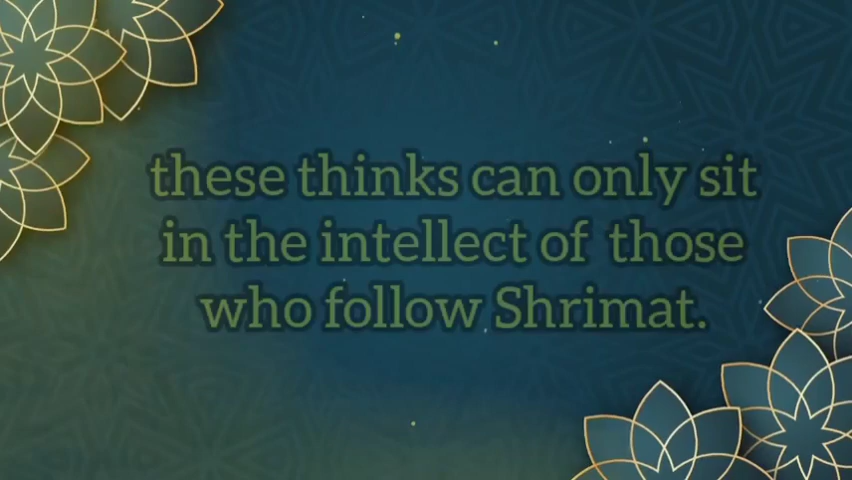 these thinks can only sit
in the intellect of those
who follow Shrimat.